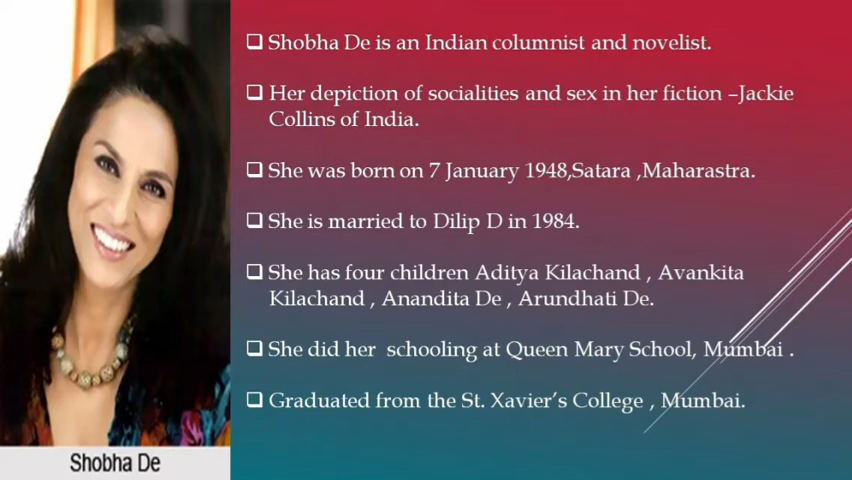 Shobha De is an Indian columnist and novelist.
Her depiction of socialities and sex in her fiction –Jackie
Collins of India.
She was born on 7 January 1948,Satara ,Maharastra.
She is married to Dilip D in 1984.
She has four children Aditya Kilachand , Avankita
Kilachand , Anandita De , Arundhati De.
She did her schooling at Queen Mary School, Mumbai .
Graduated from the St. Xavier's College , Mumbai.
Shobha De